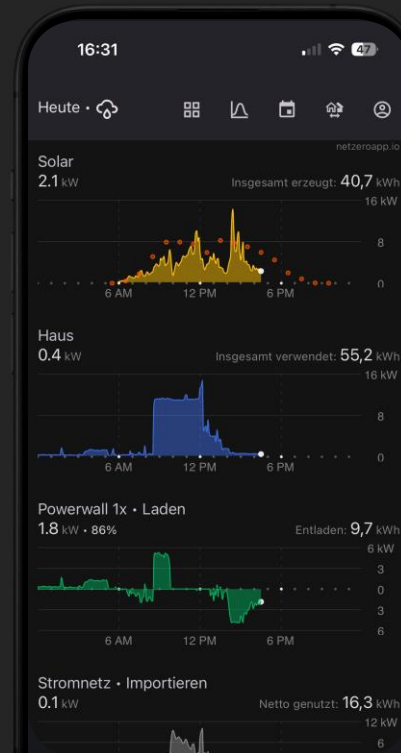 16:31
47
Heute •
netzeroapp.io
Solar
2.1 kW
Insgesamt erzeugt: 40,7 kWh
16 kW
8
0
6 AM 12 PM 6 PM
Haus
0.4 kW
Insgesamt verwendet: 55,2 kWh
16 kW
8
0
6 AM 12 PM 6 PM
Powerwall 1x • Laden
1.8 kW • 86%
Entladen: 9,7 kWh
6 kW
3
0
3
6
6 AM 12 PM 6 PM
Stromnetz • Importieren
0.1 kW
Netto genutzt: 16,3 kWh
12 kW
6